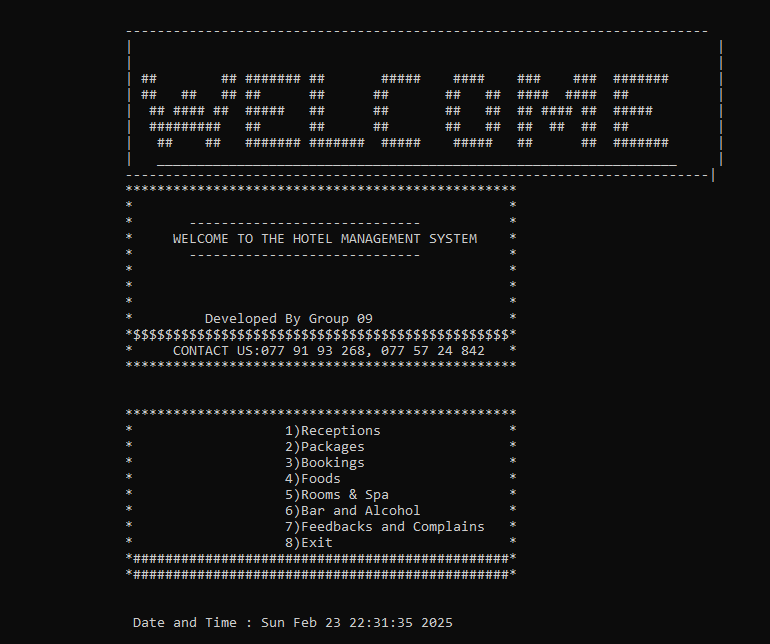 WELCOME
WELCOME TO THE HOTEL MANAGEMENT SYSTEM
Developed By Group 09
$$$$$$$$$$$$$$$$$$$$$$$$$$$$$$$$$$$$$$$$$$$$$$$
CONTACT US:077 91 93 268, 077 57 24 842
1)Receptions
2)Packages
3)Bookings
4)Foods
5)Rooms & Spa
6)Bar and Alcohol
7)Feedbacks and Complains
8)Exit
Date and Time : Sun Feb 23 22:31:35 2025